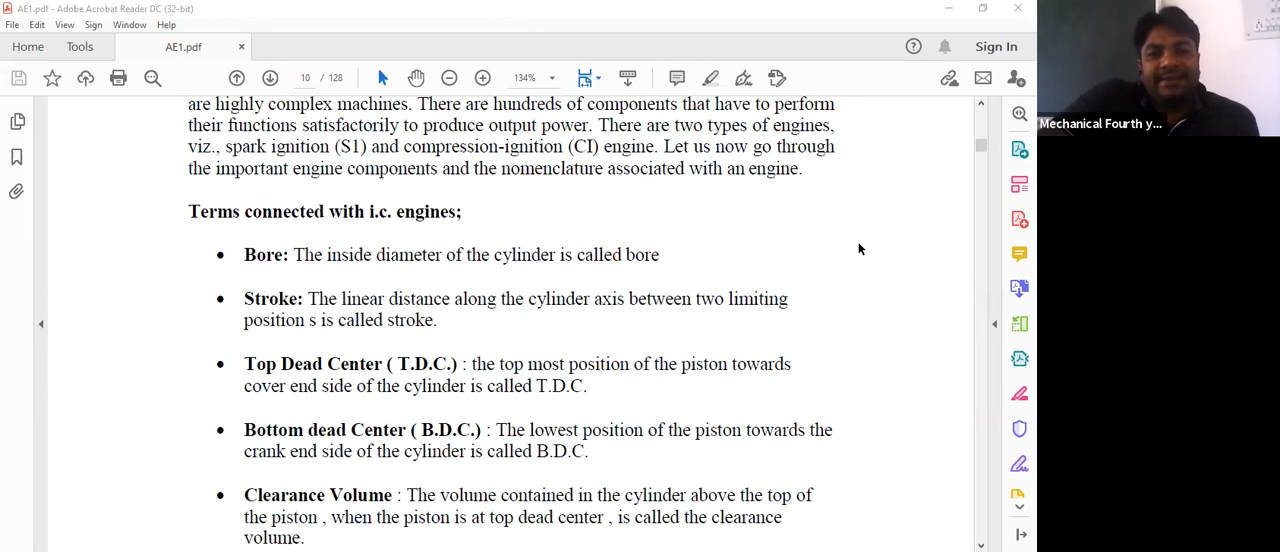 AE1.pdf - Adobe Acrobat Reader DC (32-bit)
File Edit View Sign Window Help
Home Tools AE1.pdf × Sign In
10 / 128 134%
are highly complex machines. There are hundreds of components that have to perform
their functions satisfactorily to produce output power. There are two types of engines,
viz., spark ignition (S1) and compression-ignition (CI) engine. Let us now go through
the important engine components and the nomenclature associated with an engine.
Terms connected with i.c. engines;
• Bore: The inside diameter of the cylinder is called bore
• Stroke: The linear distance along the cylinder axis between two limiting
position s is called stroke.
• Top Dead Center ( T.D.C.) : the top most position of the piston towards
cover end side of the cylinder is called T.D.C.
• Bottom dead Center ( B.D.C.) : The lowest position of the piston towards the
crank end side of the cylinder is called B.D.C.
• Clearance Volume : The volume contained in the cylinder above the top of
the piston , when the piston is at top dead center , is called the clearance
volume.
Mechanical Fourth y...